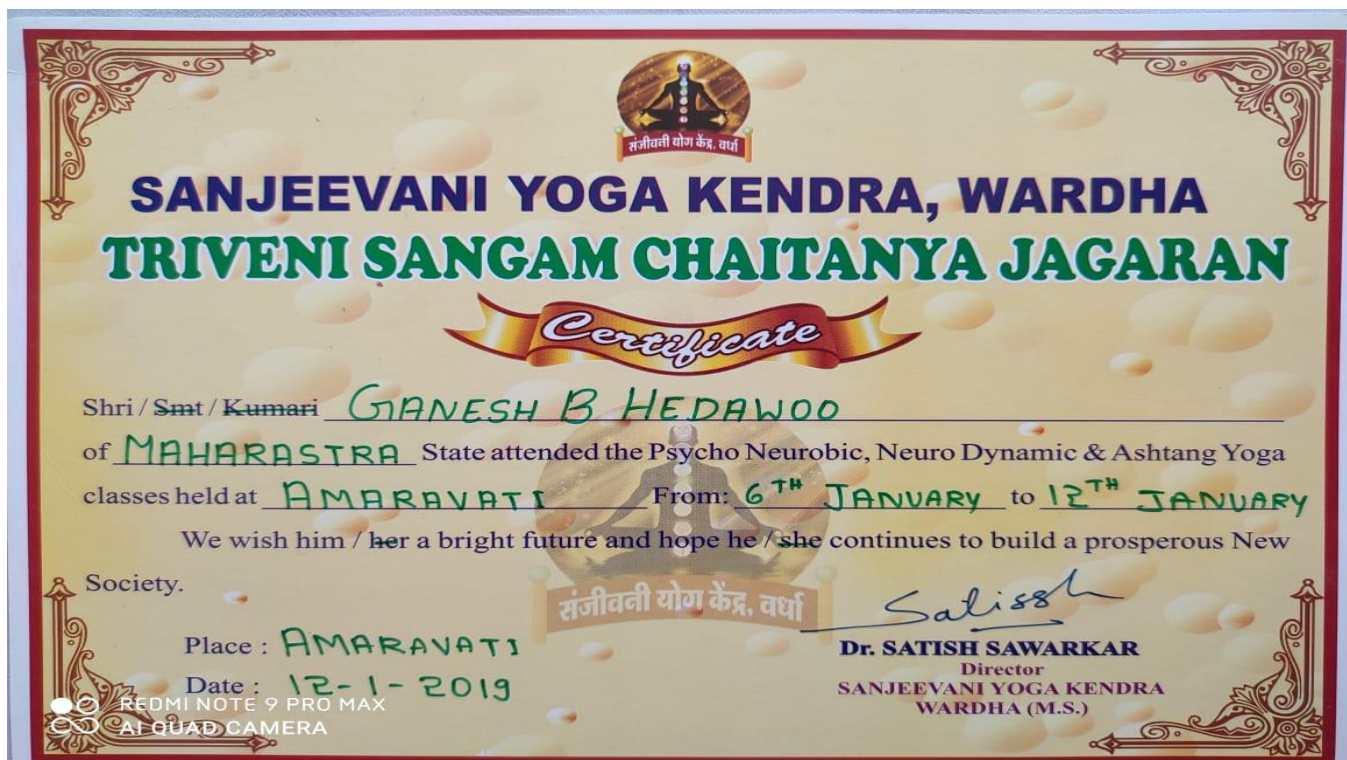 संजीवनी योग केंद्र, वर्धा
SANJEEVANI YOGA KENDRA, WARDHA
TRIVENI SANGAM CHAITANYA JAGARAN
Certificate
Shri / Smt / Kumari GANESH B HEDAWOO
of MAHARASTRA State attended the Psycho Neurobic, Neuro Dynamic & Ashtang Yoga
classes held at AMARAVATI From: 6TH JANUARY to 12TH JANUARY
We wish him / her a bright future and hope he / she continues to build a prosperous New
Society.
संजीवनी योग केंद्र, वर्धा
Satissh
Place : AMARAVATI
Dr. SATISH SAWARKAR
Director
Date : 12-1-2019
SANJEEVANI YOGA KENDRA
WARDHA (M.S.)
REDMI NOTE 9 PRO MAX
AI QUAD CAMERA